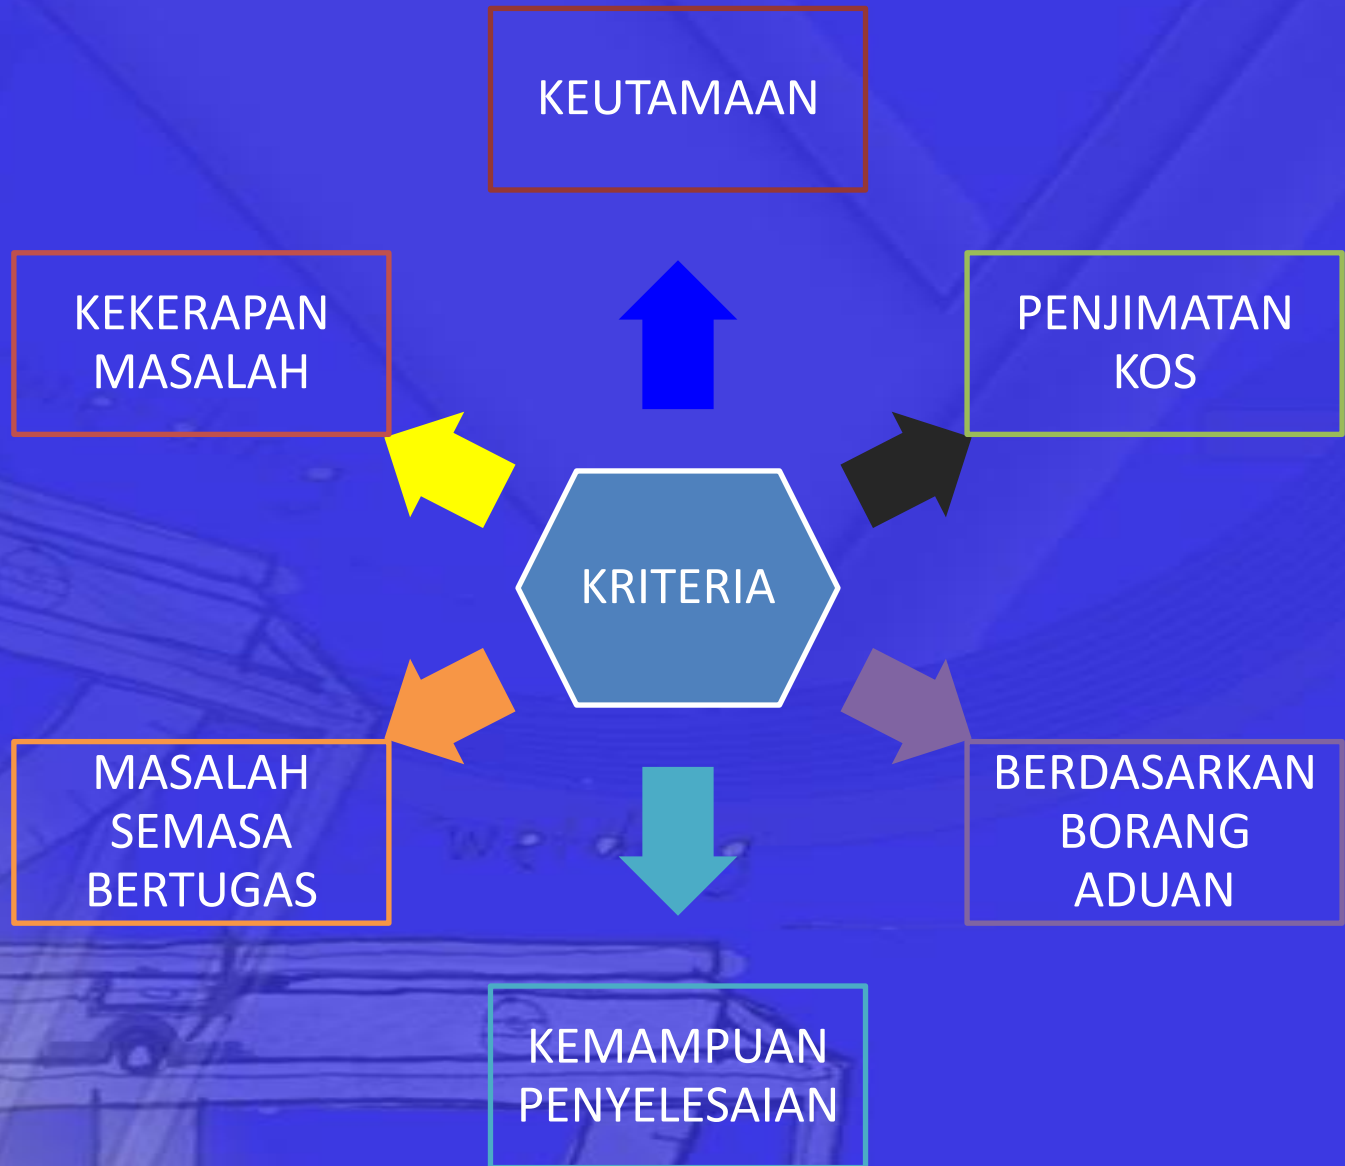 KEUTAMAAN
KEKERAPAN
MASALAH
PENJIMATAN
KOS
KRITERIA
MASALAH
SEMASA
BERTUGAS
BERDASARKAN
BORANG
ADUAN
KEMAMPUAN
PENYELESAIAN